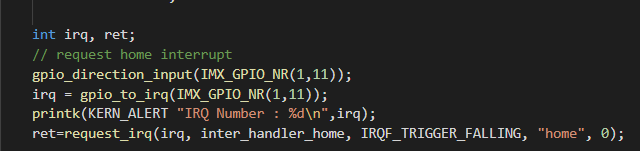 int irq, ret;
// request home interrupt
gpio_direction_input(IMX_GPIO_NR(1,11));
irq = gpio_to_irq(IMX_GPIO_NR(1,11));
printk(KERN_ALERT "IRQ Number : %d\n",irq);
ret=request_irq(irq, inter_handler_home, IRQF_TRIGGER_FALLING, "home", 0);